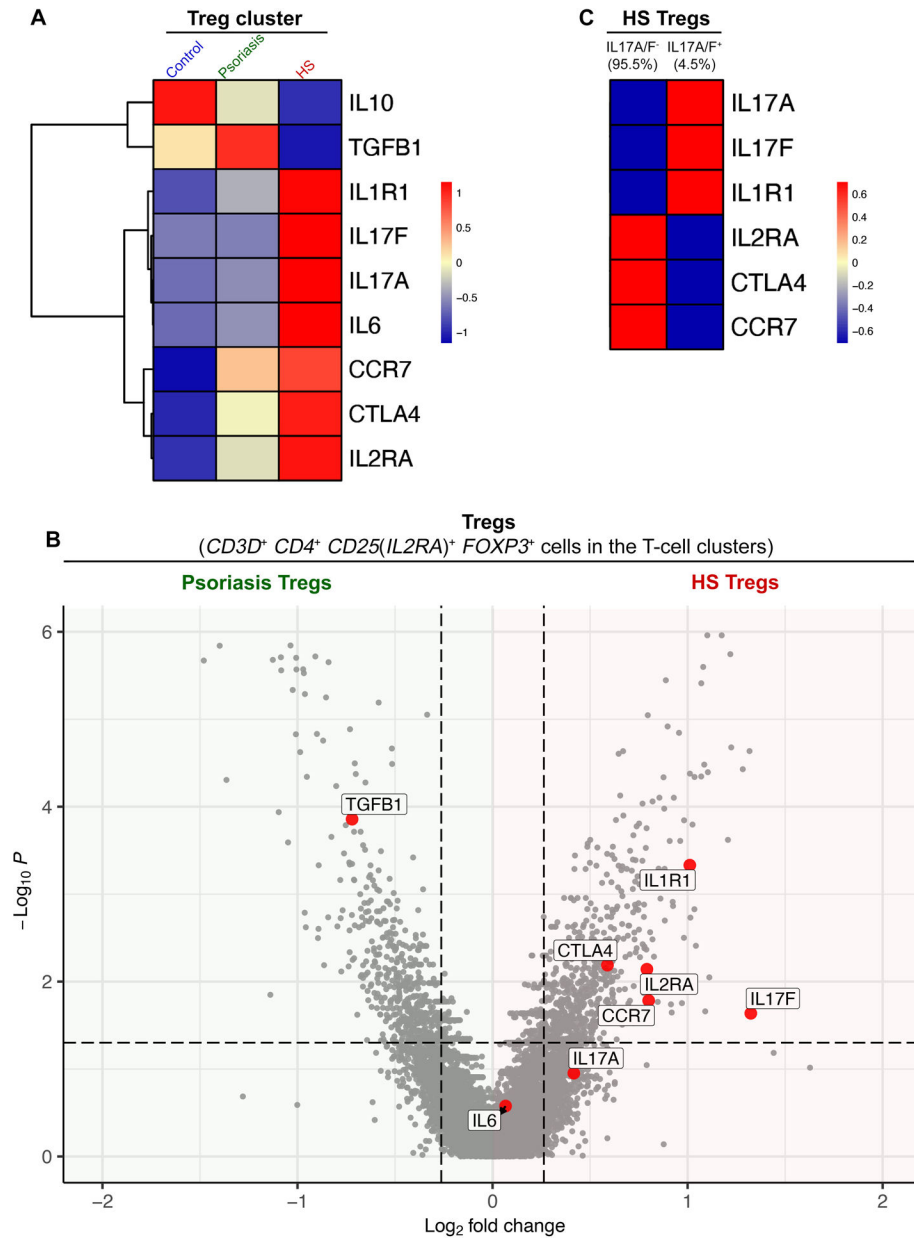 A
Treg cluster
Control
Psoriasis
HS
IL10
TGFB1
IL1R1
IL17F
IL17A
IL6
CCR7
CTLA4
IL2RA
1
0.5
0
−0.5
−1
C
HS Tregs
IL17A/F⁻ IL17A/F⁺
(95.5%) (4.5%)
IL17A
IL17F
IL1R1
IL2RA
CTLA4
CCR7
0.6
0.4
0.2
0
−0.2
−0.4
−0.6
B
Tregs
(CD3D⁺ CD4⁺ CD25(IL2RA)⁺ FOXP3⁺ cells in the T-cell clusters)
Psoriasis Tregs HS Tregs
6
4
2
0
−Log₁₀ P
TGFB1
IL1R1
CTLA4
IL2RA
CCR7
IL17F
IL17A
IL6
−2 −1 0 1 2
Log₂ fold change